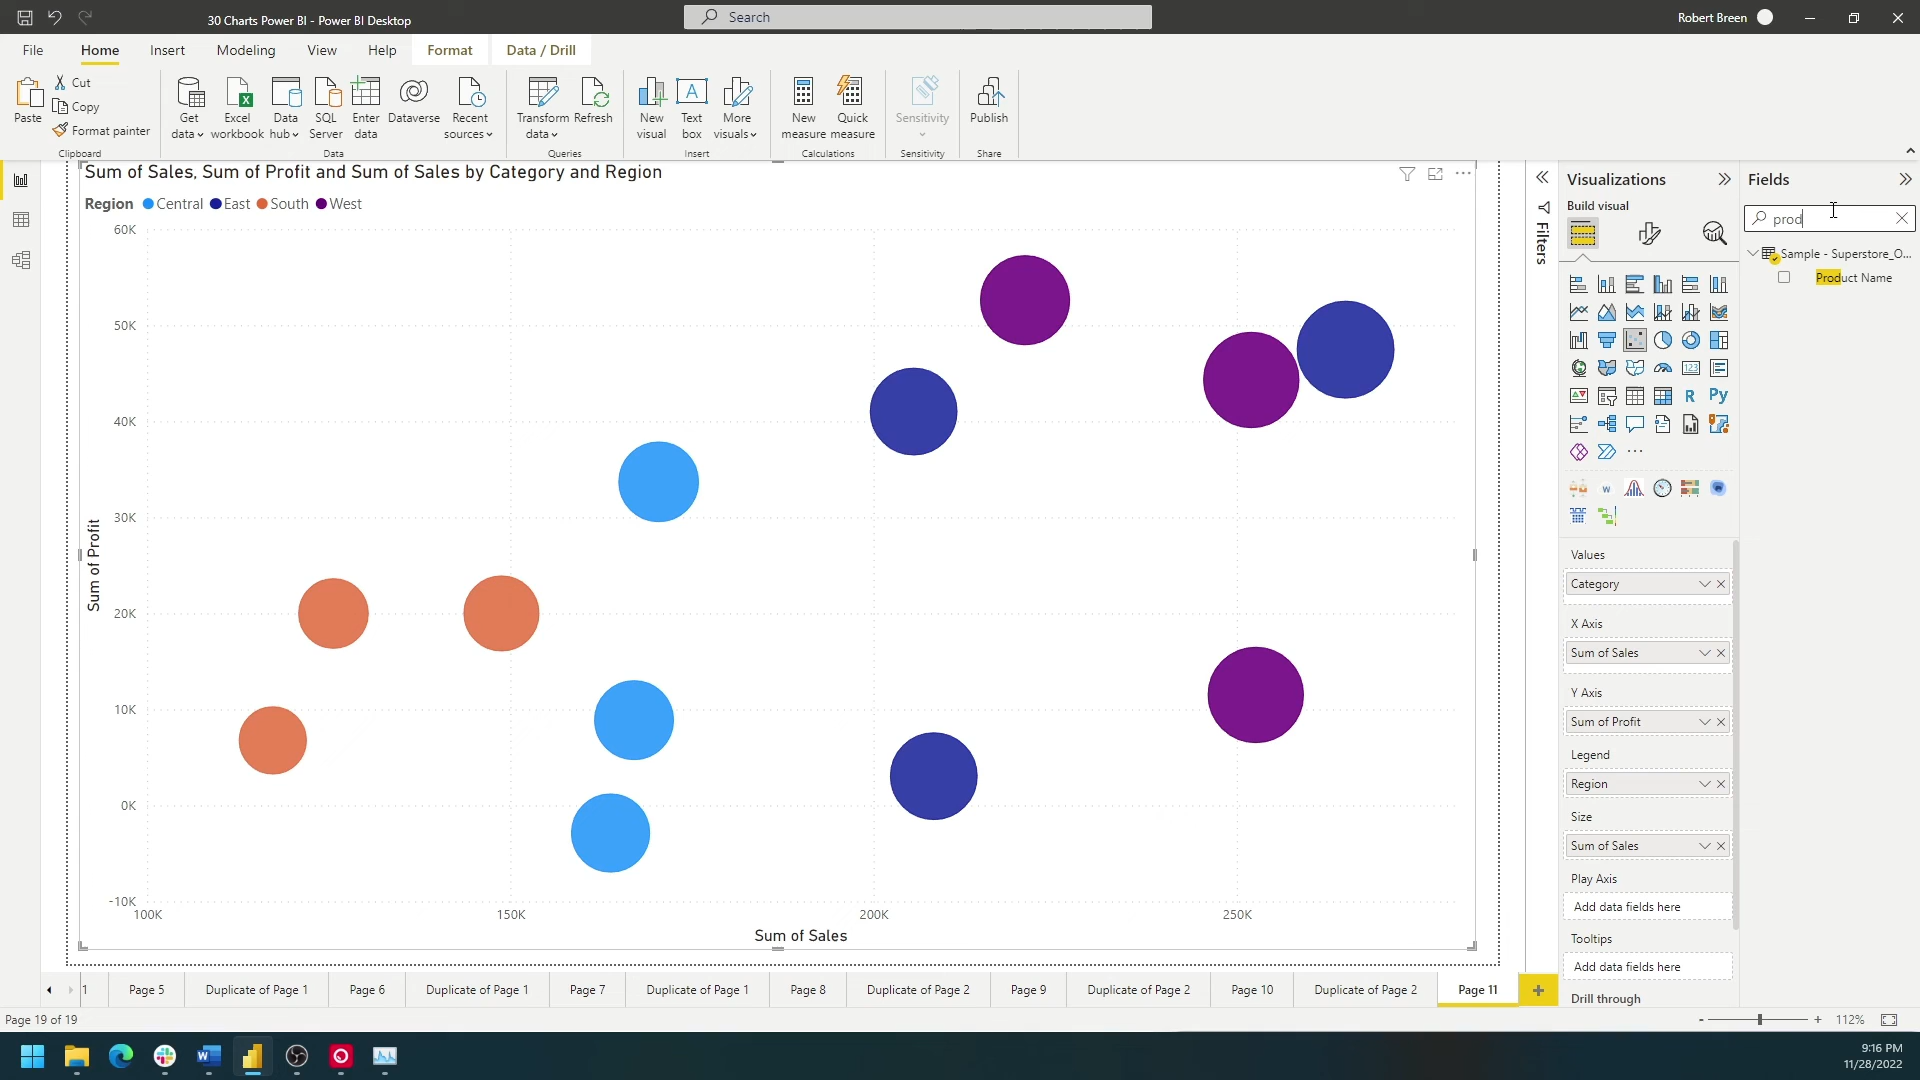 30 Charts Power BI - Power BI Desktop
Search
Robert Breen
File Home Insert Modeling View Help Format Data / Drill
Paste
Cut
Copy
Format painter
Clipboard
Get data
Excel workbook
Data hub
SQL Server
Enter data
Dataverse
Recent sources
Data
Transform data
Refresh
Queries
New visual
A
Text box
More visuals
Insert
New measure
Quick measure
Calculations
Sensitivity
Sensitivity
Publish
Share
Sum of Sales, Sum of Profit and Sum of Sales by Category and Region
Region Central East South West
60K
50K
40K
30K
20K
10K
0K
-10K
Sum of Profit
100K 150K 200K 250K
Sum of Sales
Filters
Visualizations
Build visual
123
R Py
W
Values
Category
X Axis
Sum of Sales
Y Axis
Sum of Profit
Legend
Region
Size
Sum of Sales
Play Axis
Add data fields here
Tooltips
Add data fields here
Drill through
Fields
prod
Sample - Superstore_O...
Product Name
1 Page 5 Duplicate of Page 1 Page 6 Duplicate of Page 1 Page 7 Duplicate of Page 1 Page 8 Duplicate of Page 2 Page 9 Duplicate of Page 2 Page 10 Duplicate of Page 2 Page 11 +
Page 19 of 19
- + 112%
9:16 PM
11/28/2022